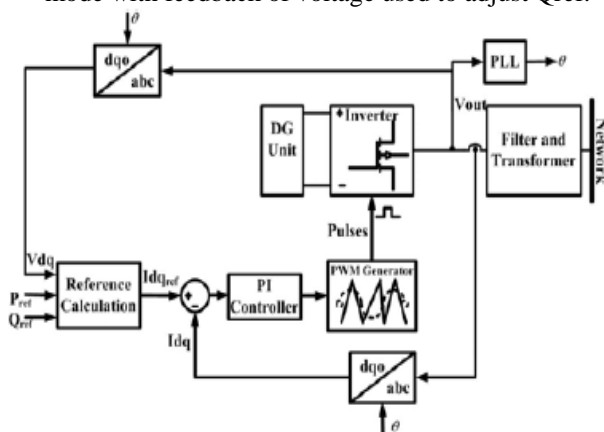 mode with feedback of voltage used to adjust Qref.
θ
dqo
abc
PLL
θ
Vout
DG
Unit
+
Inverter
−
Filter and
Transformer
Network
Pulses
Vdq
Pref
Qref
Reference
Calculation
Idqref
+
−
PI
Controller
PWM Generator
Idq
dqo
abc
θ